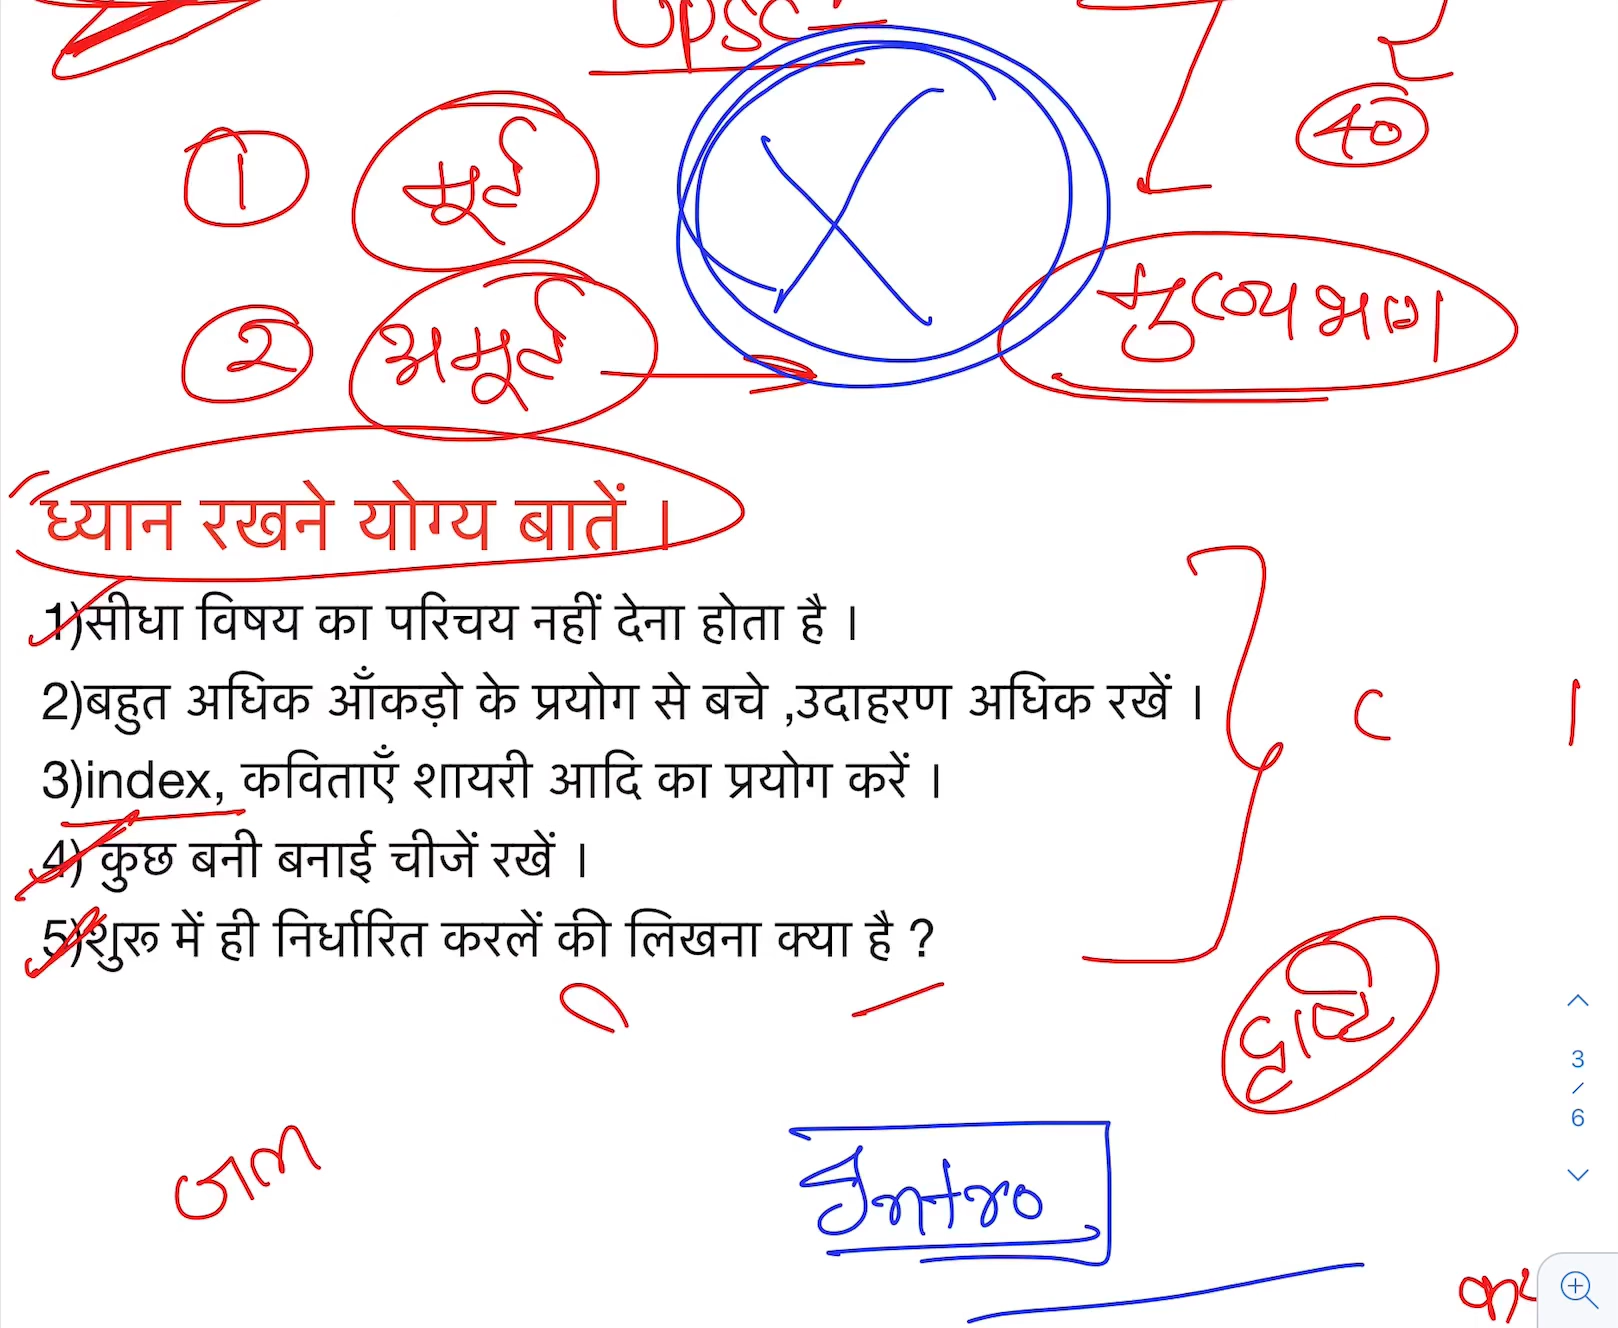 UPSC
40
1 मूर्त
2 अमूर्त
मुख्य भाग
ध्यान रखने योग्य बातें ।
1)सीधा विषय का परिचय नहीं देना होता है ।
2)बहुत अधिक आँकड़ो के प्रयोग से बचे ,उदाहरण अधिक रखें ।
3)index, कविताएँ शायरी आदि का प्रयोग करें ।
4) कुछ बनी बनाई चीजें रखें ।
5)शुरू में ही निर्धारित करलें की लिखना क्या है ?
3
/
6
जल
Intro